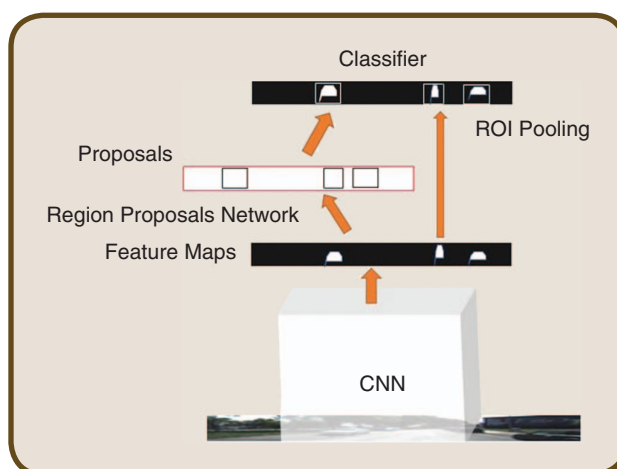 Classifier
ROI Pooling
Proposals
Region Proposals Network
Feature Maps
CNN